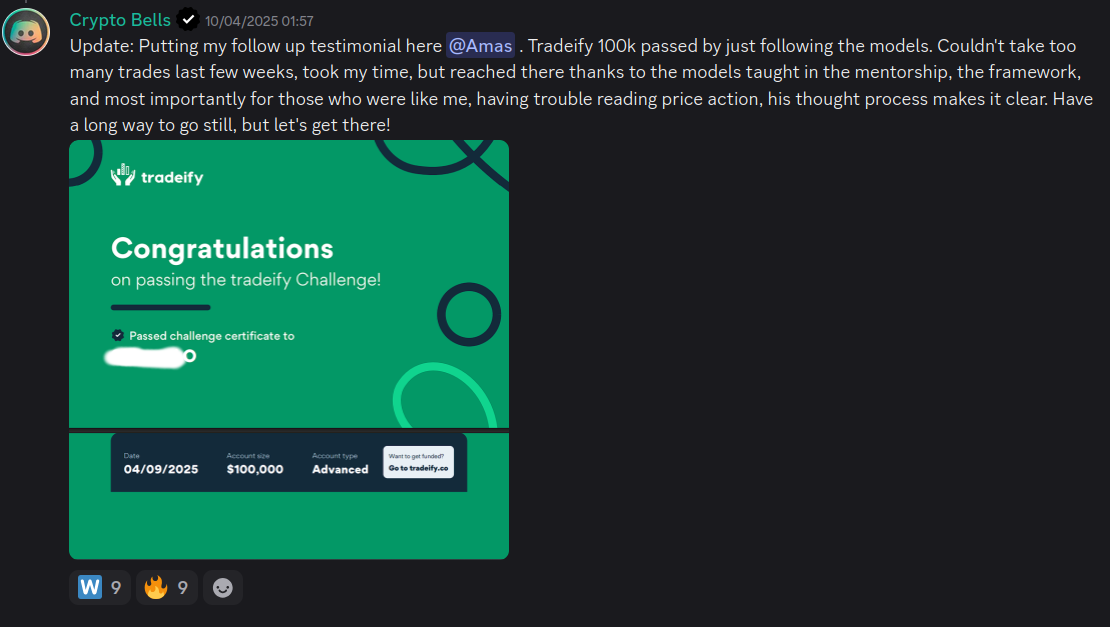 Crypto Bells 10/04/2025 01:57
Update: Putting my follow up testimonial here @Amas . Tradeify 100k passed by just following the models. Couldn't take too
many trades last few weeks, took my time, but reached there thanks to the models taught in the mentorship, the framework,
and most importantly for those who were like me, having trouble reading price action, his thought process makes it clear. Have
a long way to go still, but let's get there!
tradeify
Congratulations
on passing the tradeify Challenge!
Passed challenge certificate to
Date Account size Account type Want to get funded?
04/09/2025 $100,000 Advanced Go to tradeify.co
W 9 9